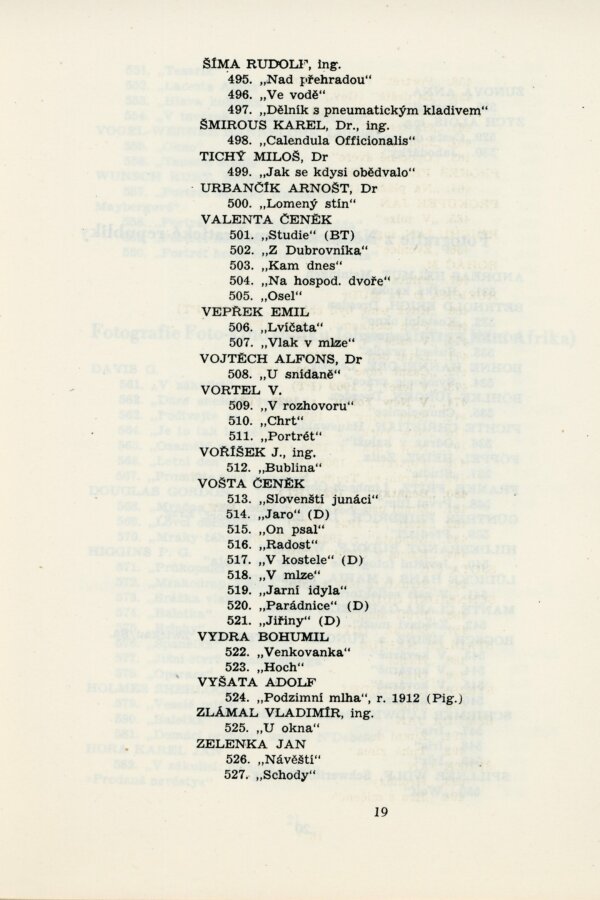 ŠÍMA RUDOLF, ing.
495. „Nad přehradou“
496. „Ve vodě“
497. „Dělník s pneumatickým kladivem“
ŠMIROUS KAREL, Dr., ing.
498. „Calendula Officionalis“
TICHÝ MILOŠ, Dr
499. „Jak se kdysi obědvalo“
URBANČÍK ARNOŠT, Dr
500. „Lomený stín“
VALENTA ČENĚK
501. „Studie“ (BT)
502. „Z Dubrovníka“
503. „Kam dnes“
504. „Na hospod. dvoře“
505. „Osel“
VEPŘEK EMIL
506. „Lvíčata“
507. „Vlak v mlze“
VOJTĚCH ALFONS, Dr
508. „U snídaně“
VORTEL V.
509. „V rozhovoru“
510. „Chrt“
511. „Portrét“
VOŘÍŠEK J., ing.
512. „Bublina“
VOŠTA ČENĚK
513. „Slovenští junáci“
514. „Jaro“ (D)
515. „On psal“
516. „Radost“
517. „V kostele“ (D)
518. „V mlze“
519. „Jarní idyla“
520. „Parádnice“ (D)
521. „Jiřiny“ (D)
VYDRA BOHUMIL
522. „Venkovanka“
523. „Hoch“
VYŠATA ADOLF
524. „Podzimní mlha“, r. 1912 (Pig.)
ZLÁMAL VLADIMÍR, ing.
525. „U okna“
ZELENKA JAN
526. „Návěští“
527. „Schody“
19